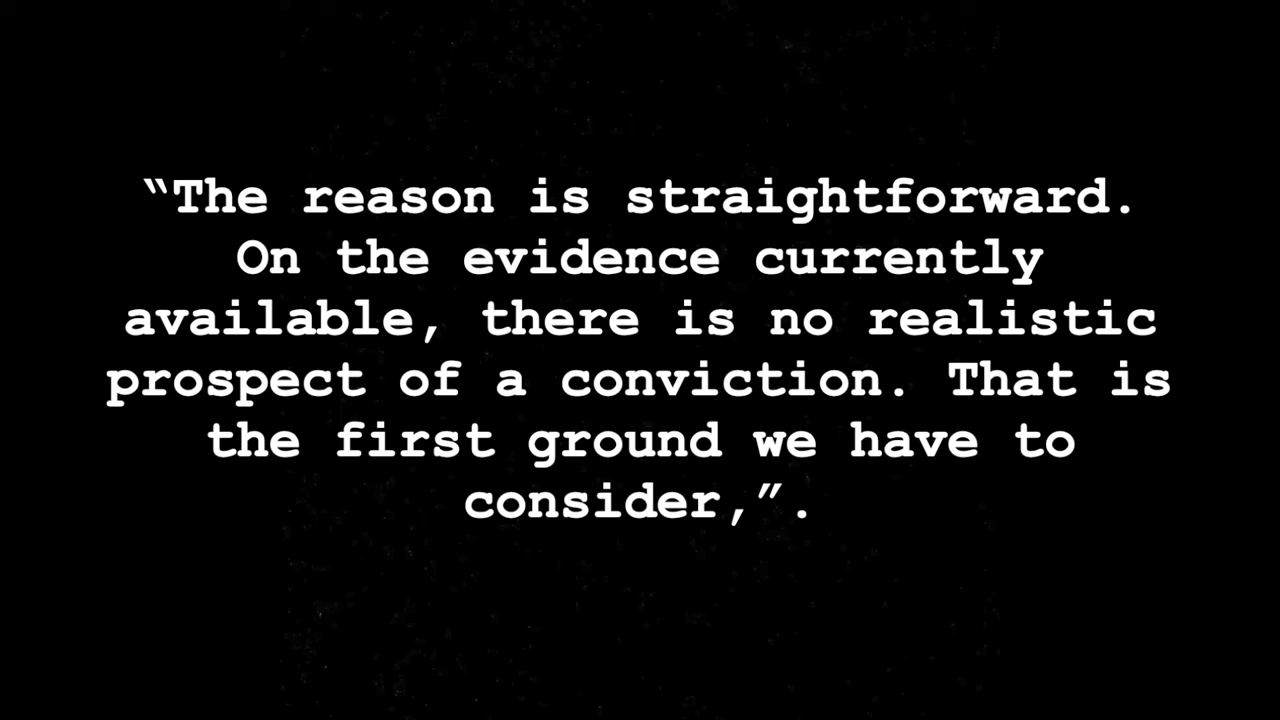 “The reason is straightforward.
On the evidence currently
available, there is no realistic
prospect of a conviction. That is
the first ground we have to
consider,”.